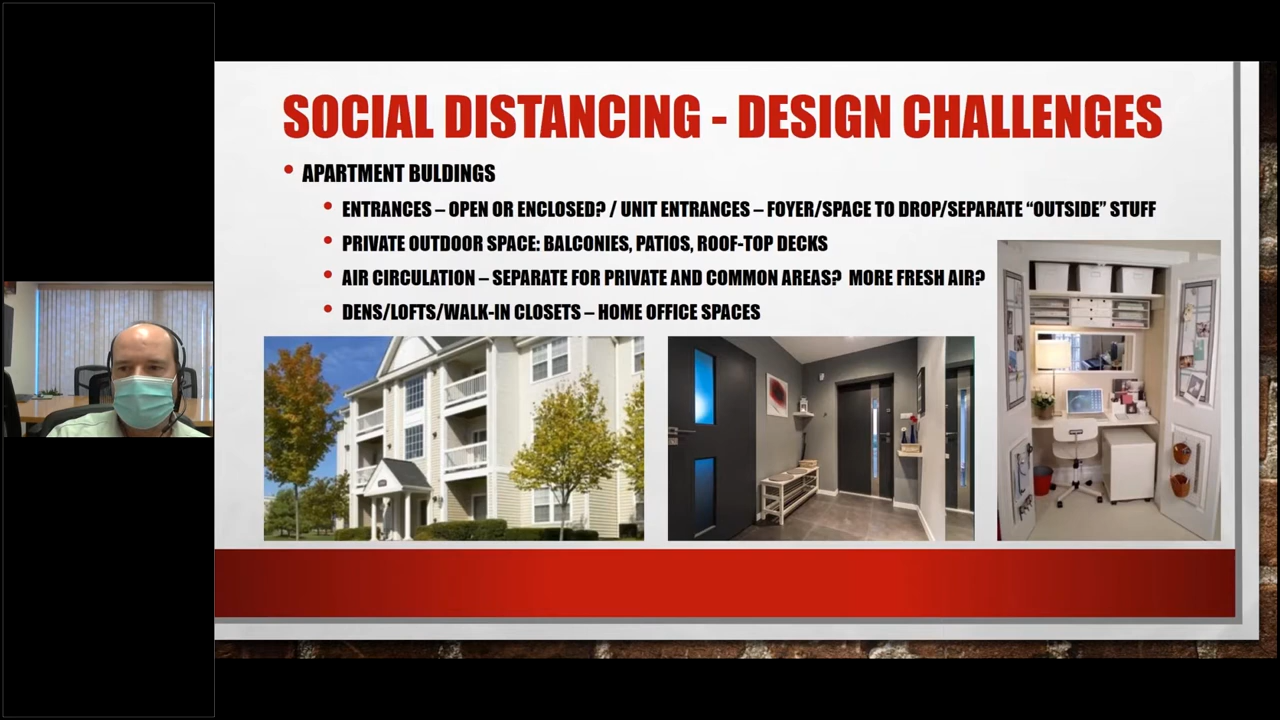 SOCIAL DISTANCING - DESIGN CHALLENGES
• APARTMENT BULDINGS
• ENTRANCES – OPEN OR ENCLOSED? / UNIT ENTRANCES – FOYER/SPACE TO DROP/SEPARATE “OUTSIDE” STUFF
• PRIVATE OUTDOOR SPACE: BALCONIES, PATIOS, ROOF-TOP DECKS
• AIR CIRCULATION – SEPARATE FOR PRIVATE AND COMMON AREAS?  MORE FRESH AIR?
• DENS/LOFTS/WALK-IN CLOSETS – HOME OFFICE SPACES